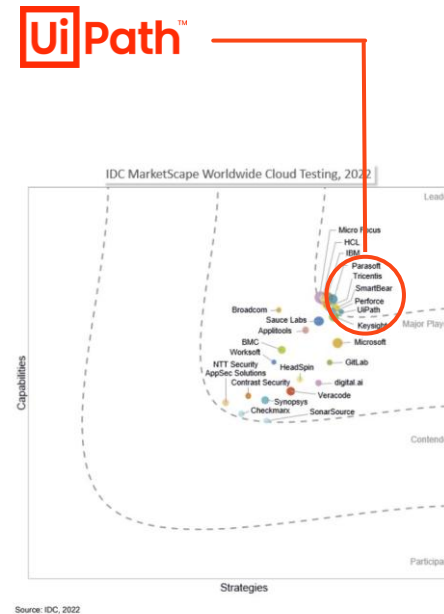 UiPath™
IDC MarketScape Worldwide Cloud Testing, 2022
Lead
Micro Focus
HCL
IBM
Parasoft
Tricentis
SmartBear
Perforce
UiPath
Keysight
Broadcom
Sauce Labs
Applitools
Major Play
Microsoft
BMC
Worksoft
GitLab
NTT Security
AppSec Solutions
HeadSpin
Contrast Security
digital.ai
Veracode
Synopsys
Checkmarx
SonarSource
Contend
Participa
Capabilities
Strategies
Source: IDC, 2022